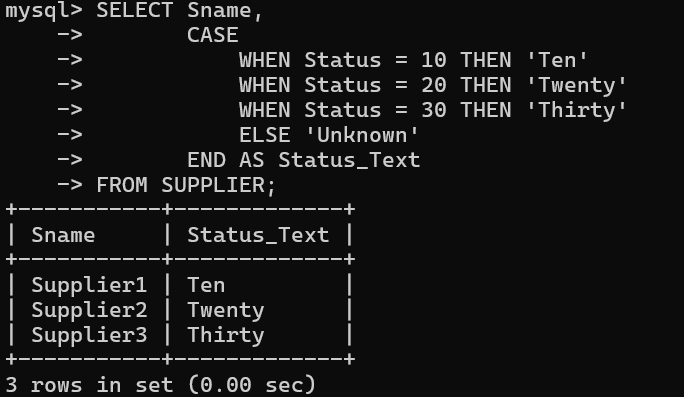 mysql> SELECT Sname,
    ->        CASE
    ->            WHEN Status = 10 THEN 'Ten'
    ->            WHEN Status = 20 THEN 'Twenty'
    ->            WHEN Status = 30 THEN 'Thirty'
    ->            ELSE 'Unknown'
    ->        END AS Status_Text
    -> FROM SUPPLIER;
+-----------+-------------+
| Sname     | Status_Text |
+-----------+-------------+
| Supplier1 | Ten         |
| Supplier2 | Twenty      |
| Supplier3 | Thirty      |
+-----------+-------------+
3 rows in set (0.00 sec)